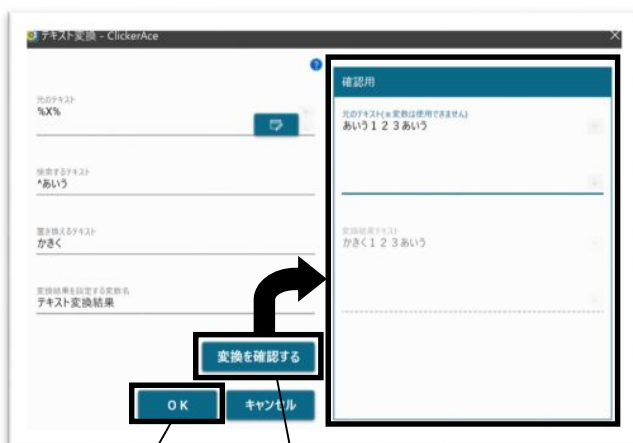 テキスト変換 - ClickerAce
元のテキスト
%X%
検索するテキスト
^あいう
置き換えるテキスト
かきく
変換結果を設定する変数名
テキスト変換結果
変換を確認する
OK
キャンセル
確認用
元のテキスト(※変数は使用できません)
あいう１２３あいう
変換結果テキスト
かきく１２３あいう